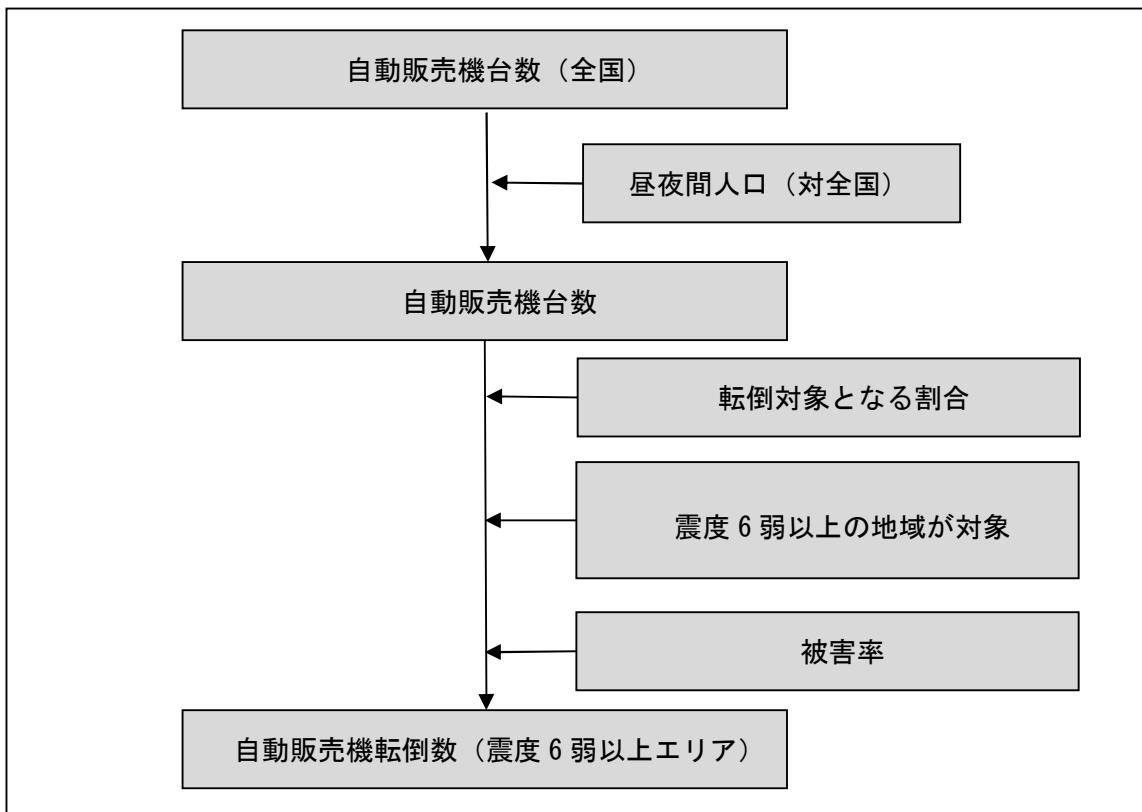 自動販売機台数（全国）
昼夜間人口（対全国）
自動販売機台数
転倒対象となる割合
震度６弱以上の地域が対象
被害率
自動販売機転倒数（震度６弱以上エリア）